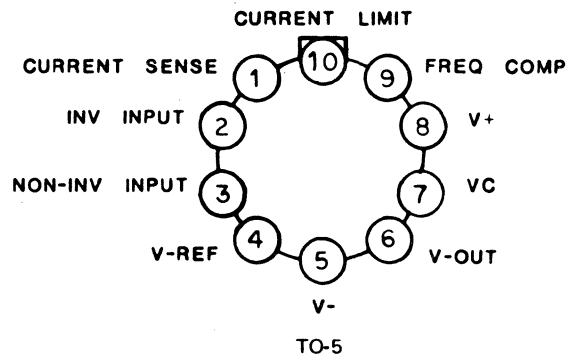 CURRENT LIMIT
CURRENT SENSE 1 10 9 FREQ COMP
INV INPUT 2 8 V+
NON-INV INPUT 3 7 VC
V-REF 4 5 6 V-OUT
V-
TO-5